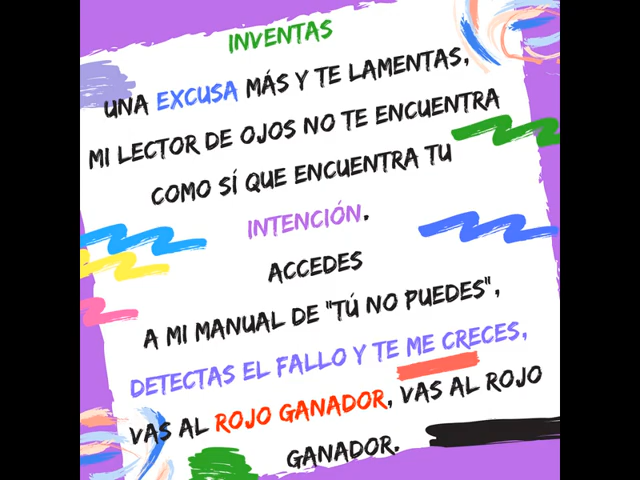 INVENTAS
UNA EXCUSA MÁS Y TE LAMENTAS,
MI LECTOR DE OJOS NO TE ENCUENTRA
COMO SÍ QUE ENCUENTRA TU
INTENCIÓN.
ACCEDES
A MI MANUAL DE "TÚ NO PUEDES",
DETECTAS EL FALLO Y TE ME CRECES,
VAS AL ROJO GANADOR, VAS AL ROJO
GANADOR.